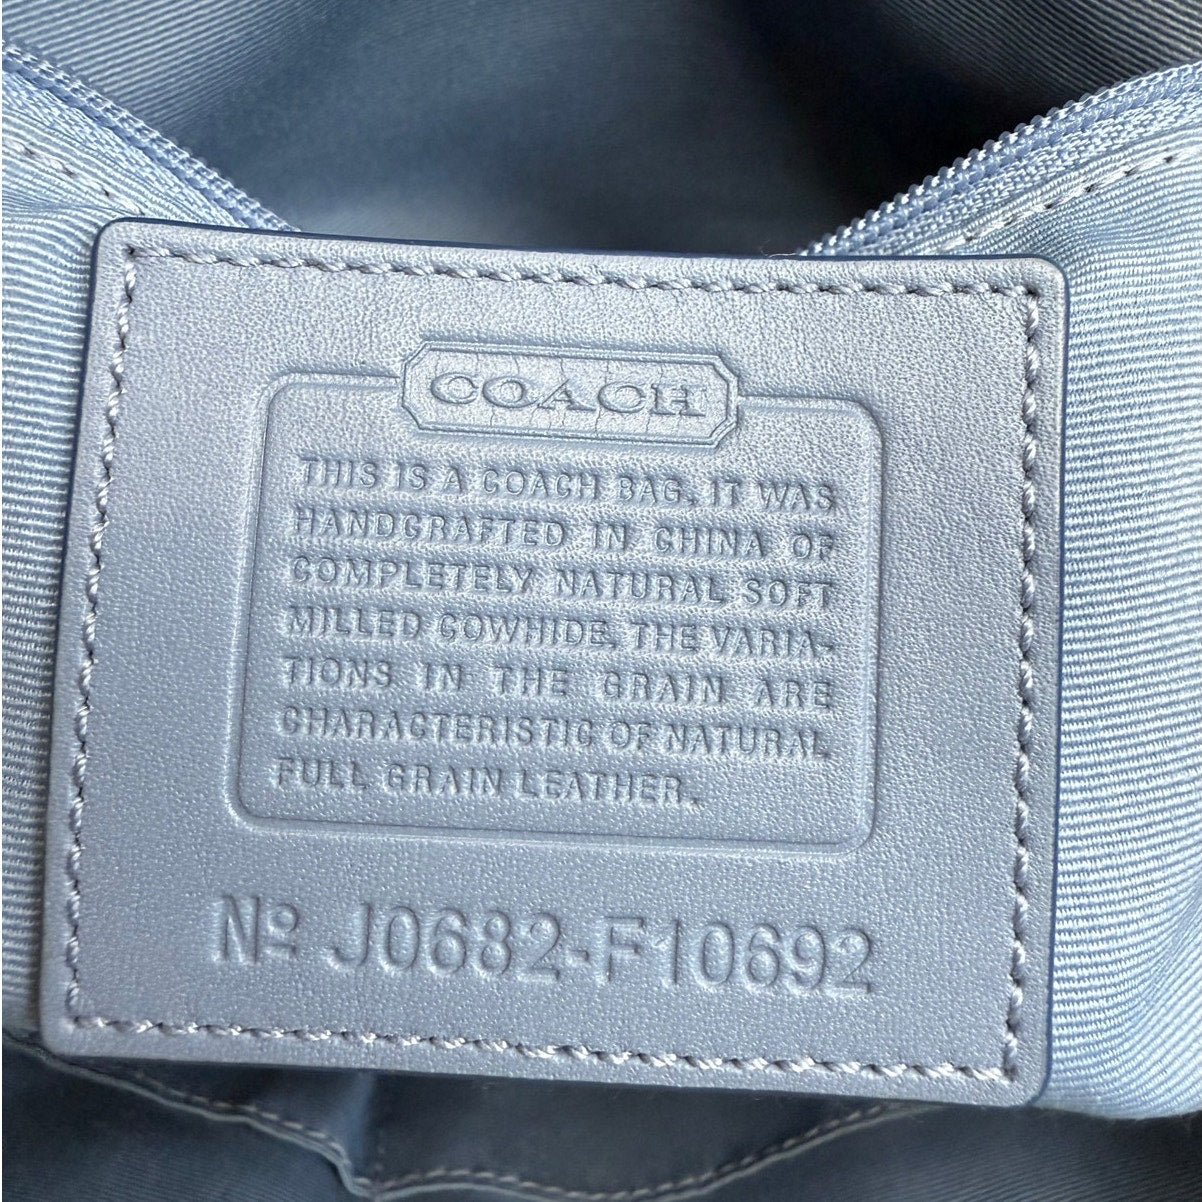 COACH
THIS IS A COACH BAG. IT WAS
HANDCRAFTED IN CHINA OF
COMPLETELY NATURAL SOFT
MILLED COWHIDE. THE VARIA-
TIONS IN THE GRAIN ARE
CHARACTERISTIC OF NATURAL
FULL GRAIN LEATHER.
Nº J0682-F10692